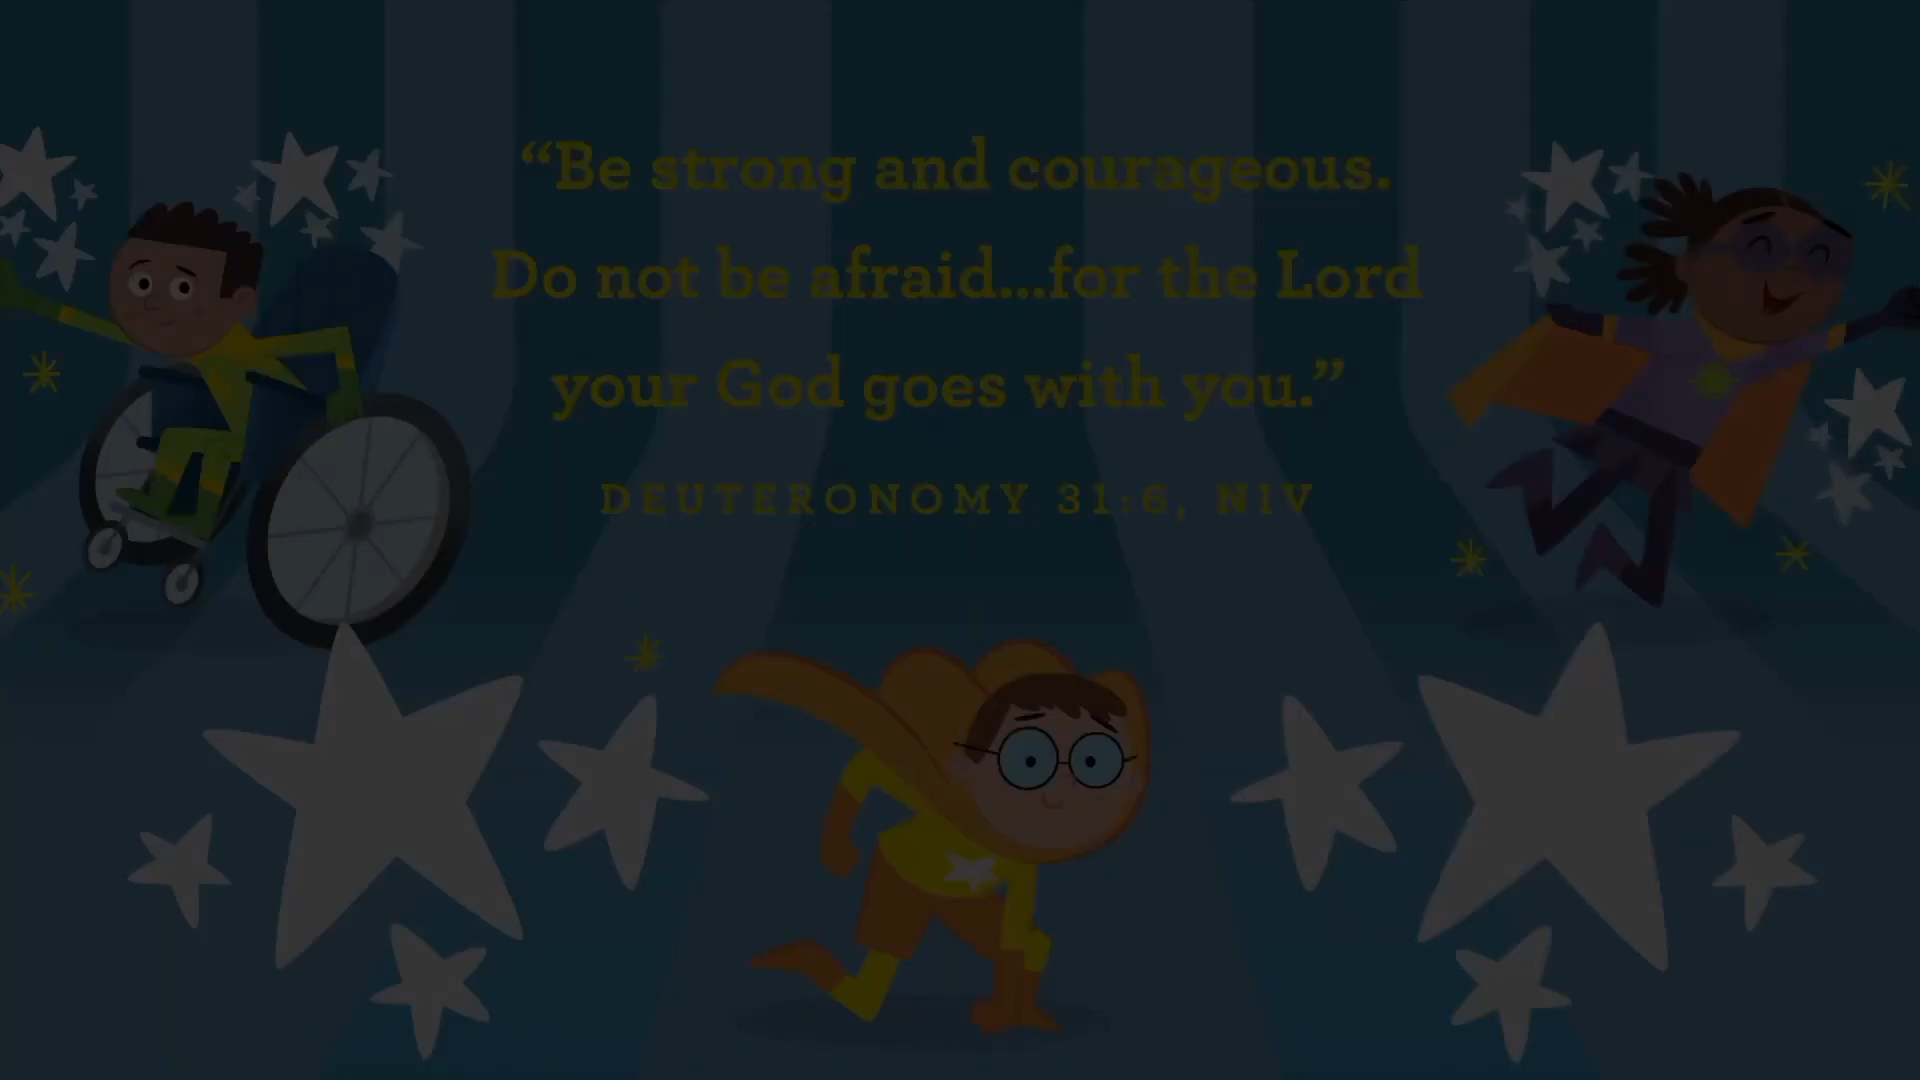 “Be strong and courageous.
Do not be afraid...for the Lord
your God goes with you.”
DEUTERONOMY 31:6, NIV